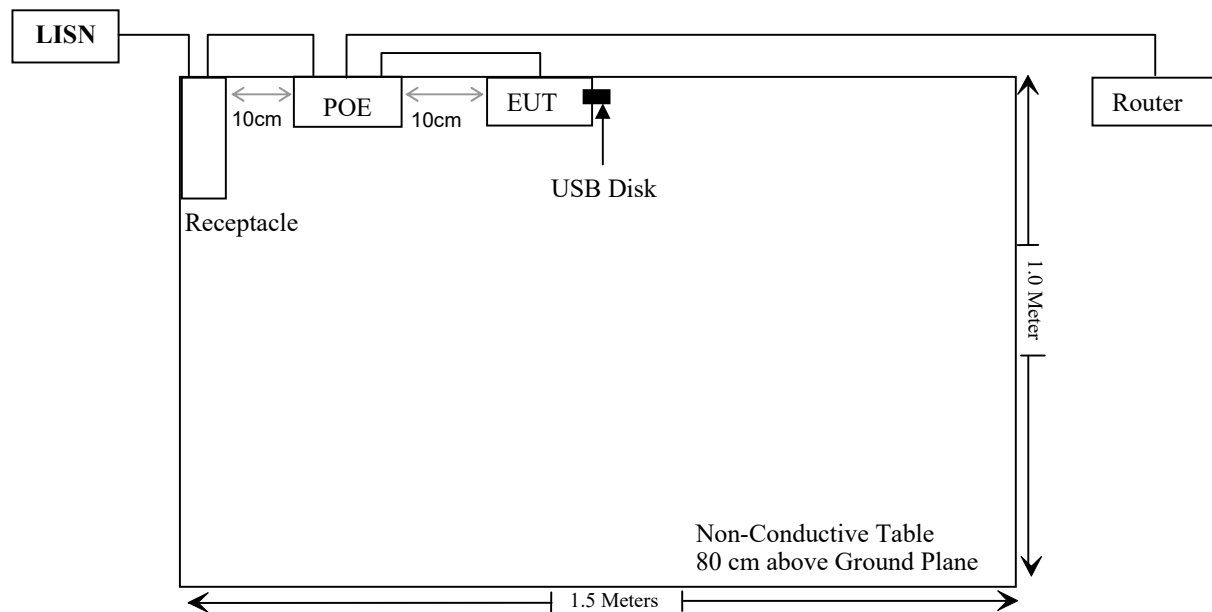 LISN
POE
EUT
Router
10cm
10cm
USB Disk
Receptacle
1.0 Meter
Non-Conductive Table
80 cm above Ground Plane
1.5 Meters